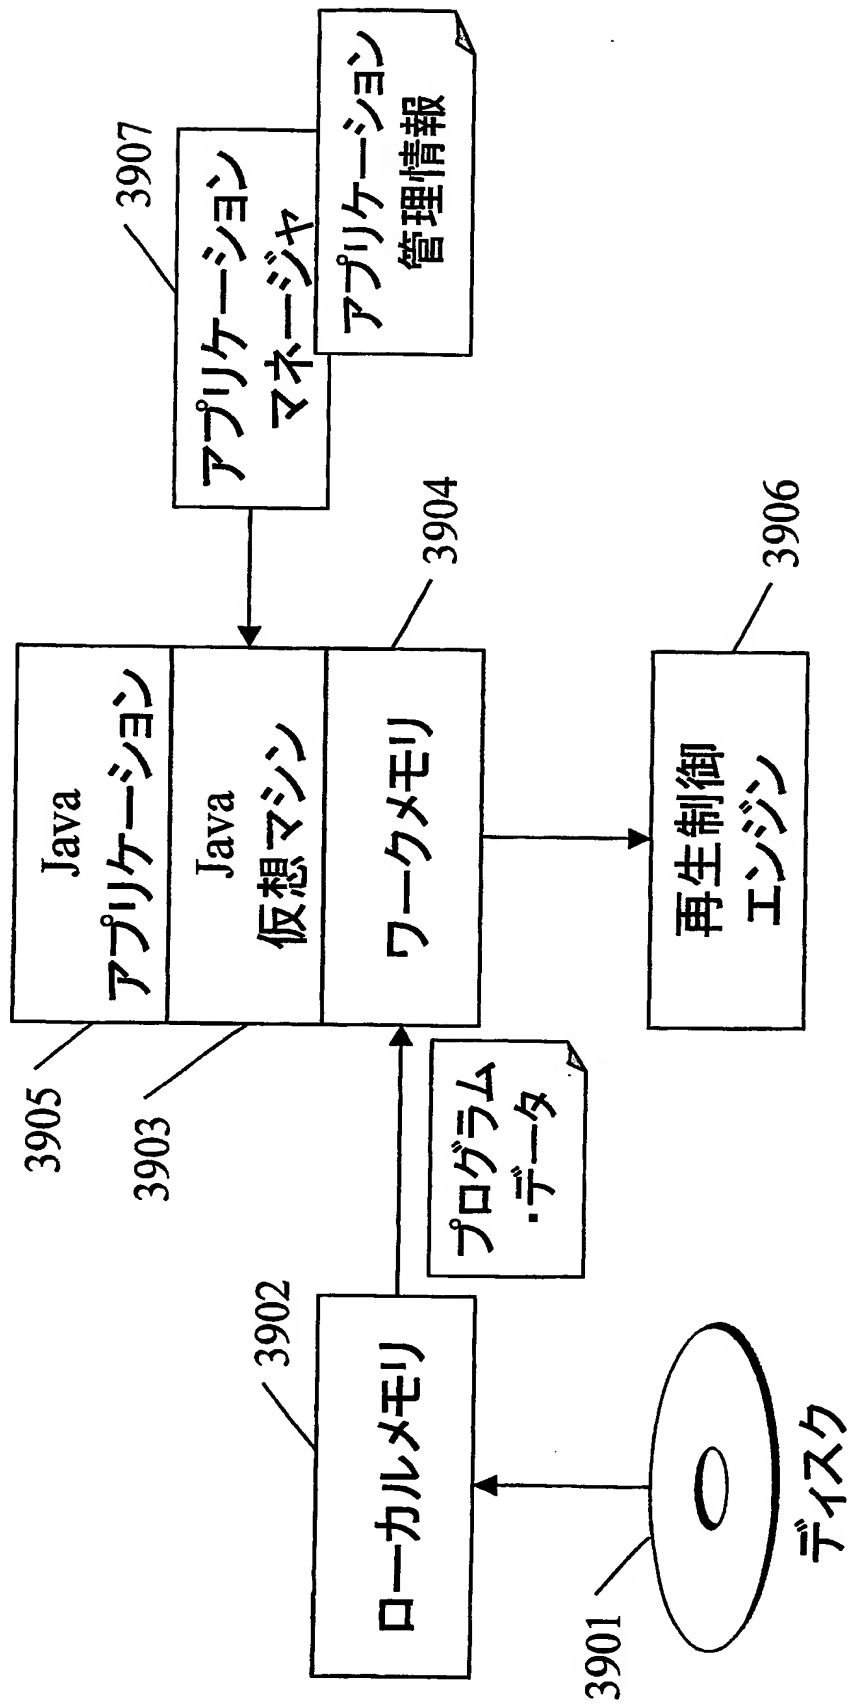 3905
Java
アプリケーション
3903
Java
仮想マシン
ワークメモリ
3904
3907
アプリケーション
マネージャ
アプリケーション
管理情報
3902
ローカルメモリ
プログラム
・データ
再生制御
エンジン
3906
3901
ディスク